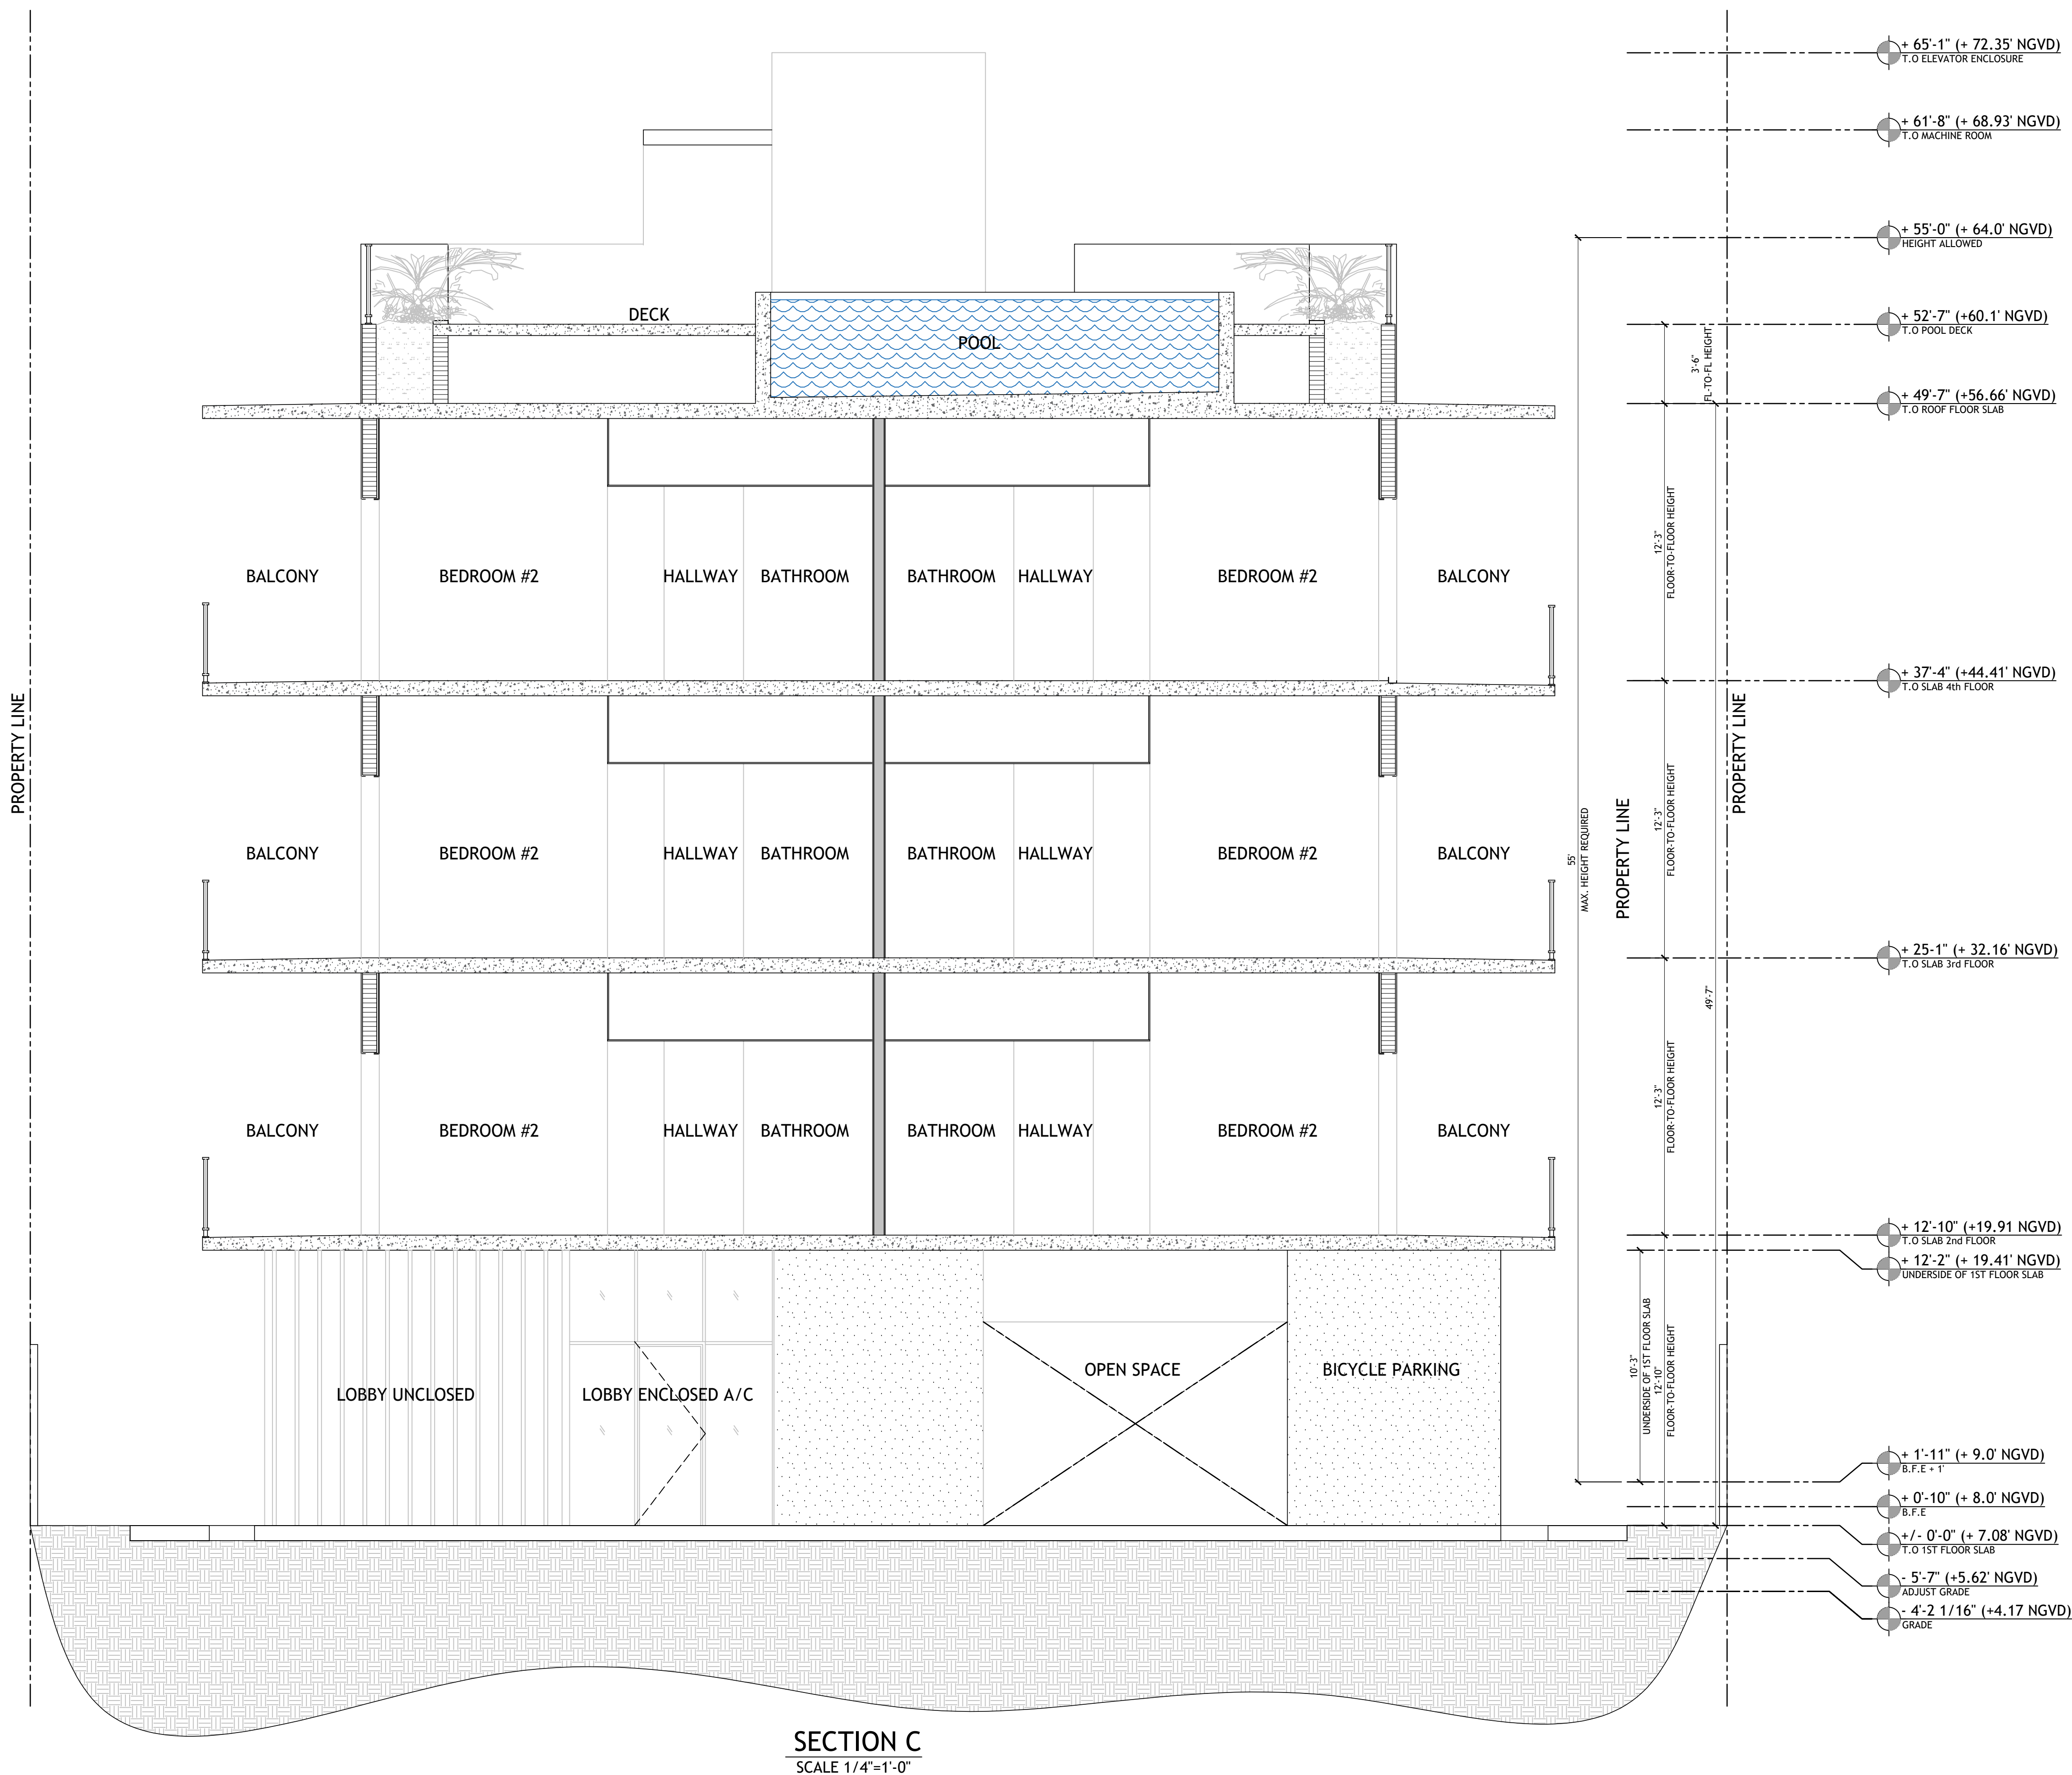 + 65'-1" (+ 72.35' NGVD)
T.O ELEVATOR ENCLOSURE
+ 61'-8" (+ 68.93' NGVD)
T.O MACHINE ROOM
+ 55'-0" (+ 64.0' NGVD)
HEIGHT ALLOWED
DECK
POOL
+ 52'-7" (+60.1' NGVD)
T.O POOL DECK
3'-6"
FL-TO-FL HEIGHT
+ 49'-7" (+56.66' NGVD)
T.O ROOF FLOOR SLAB
12'-3"
FLOOR-TO-FLOOR HEIGHT
BALCONY BEDROOM #2 HALLWAY BATHROOM BATHROOM HALLWAY BEDROOM #2 BALCONY
+ 37'-4" (+44.41' NGVD)
T.O SLAB 4th FLOOR
PROPERTY LINE
PROPERTY LINE
PROPERTY LINE
55'
MAX. HEIGHT REQUIRED
12'-3"
FLOOR-TO-FLOOR HEIGHT
BALCONY BEDROOM #2 HALLWAY BATHROOM BATHROOM HALLWAY BEDROOM #2 BALCONY
+ 25-1" (+ 32.16' NGVD)
T.O SLAB 3rd FLOOR
49'-7"
12'-3"
FLOOR-TO-FLOOR HEIGHT
BALCONY BEDROOM #2 HALLWAY BATHROOM BATHROOM HALLWAY BEDROOM #2 BALCONY
+ 12'-10" (+19.91 NGVD)
T.O SLAB 2nd FLOOR
+ 12'-2" (+ 19.41' NGVD)
UNDERSIDE OF 1ST FLOOR SLAB
10'-3"
UNDERSIDE OF 1ST FLOOR SLAB
12'-10"
FLOOR-TO-FLOOR HEIGHT
LOBBY UNCLOSED LOBBY ENCLOSED A/C OPEN SPACE BICYCLE PARKING
+ 1'-11" (+ 9.0' NGVD)
B.F.E + 1'
+ 0'-10" (+ 8.0' NGVD)
B.F.E
+/- 0'-0" (+ 7.08' NGVD)
T.O 1ST FLOOR SLAB
- 5'-7" (+5.62' NGVD)
ADJUST GRADE
- 4'-2 1/16" (+4.17 NGVD)
GRADE
SECTION C
SCALE 1/4"=1'-0"